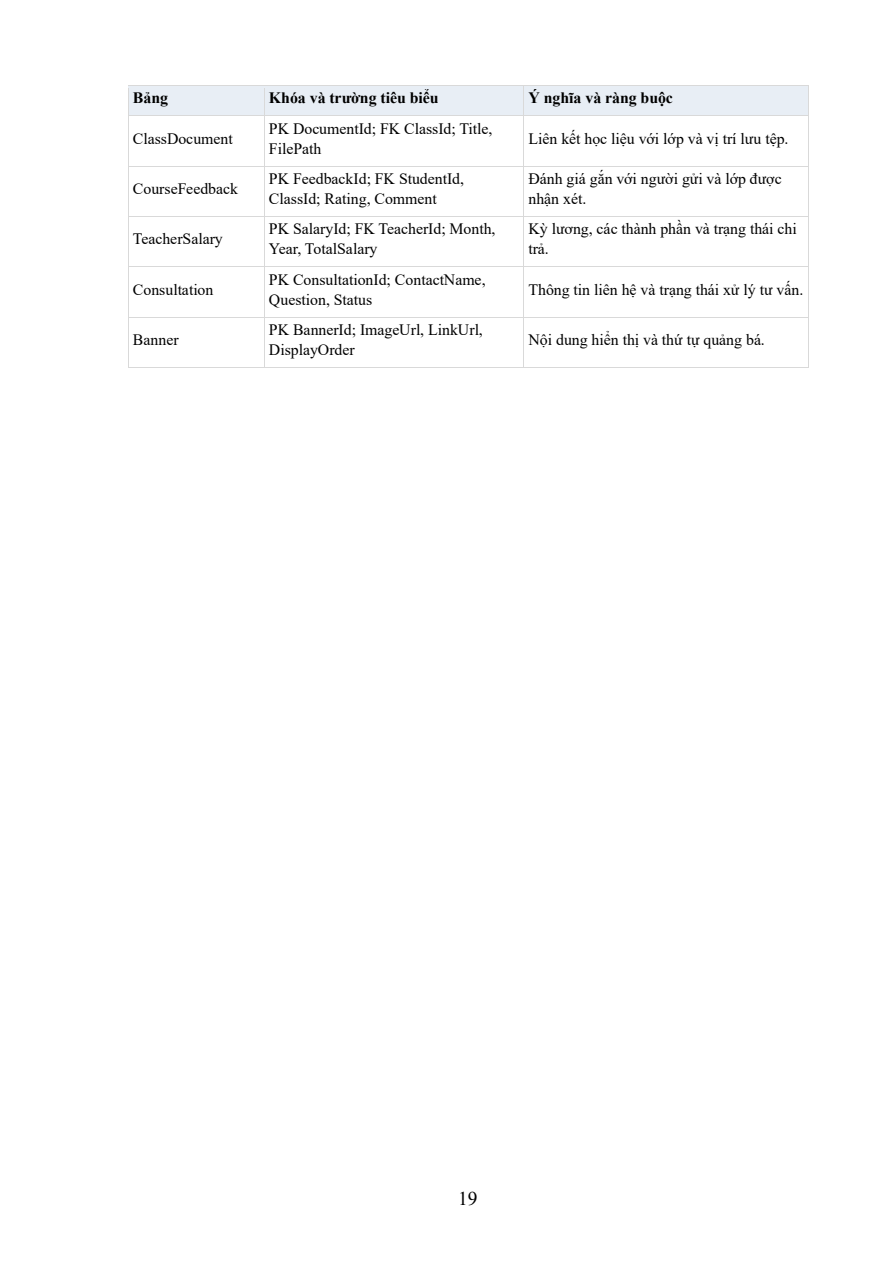 Bảng Khóa và trường tiêu biểu Ý nghĩa và ràng buộc
ClassDocument
PK DocumentId; FK ClassId; Title,
FilePath
Liên kết học liệu với lớp và vị trí lưu tệp.
CourseFeedback
PK FeedbackId; FK StudentId,
ClassId; Rating, Comment
Đánh giá gắn với người gửi và lớp được
nhận xét.
TeacherSalary
PK SalaryId; FK TeacherId; Month,
Year, TotalSalary
Kỳ lương, các thành phần và trạng thái chi
trả.
Consultation
PK ConsultationId; ContactName,
Question, Status
Thông tin liên hệ và trạng thái xử lý tư vấn.
Banner
PK BannerId; ImageUrl, LinkUrl,
DisplayOrder
Nội dung hiển thị và thứ tự quảng bá.
19